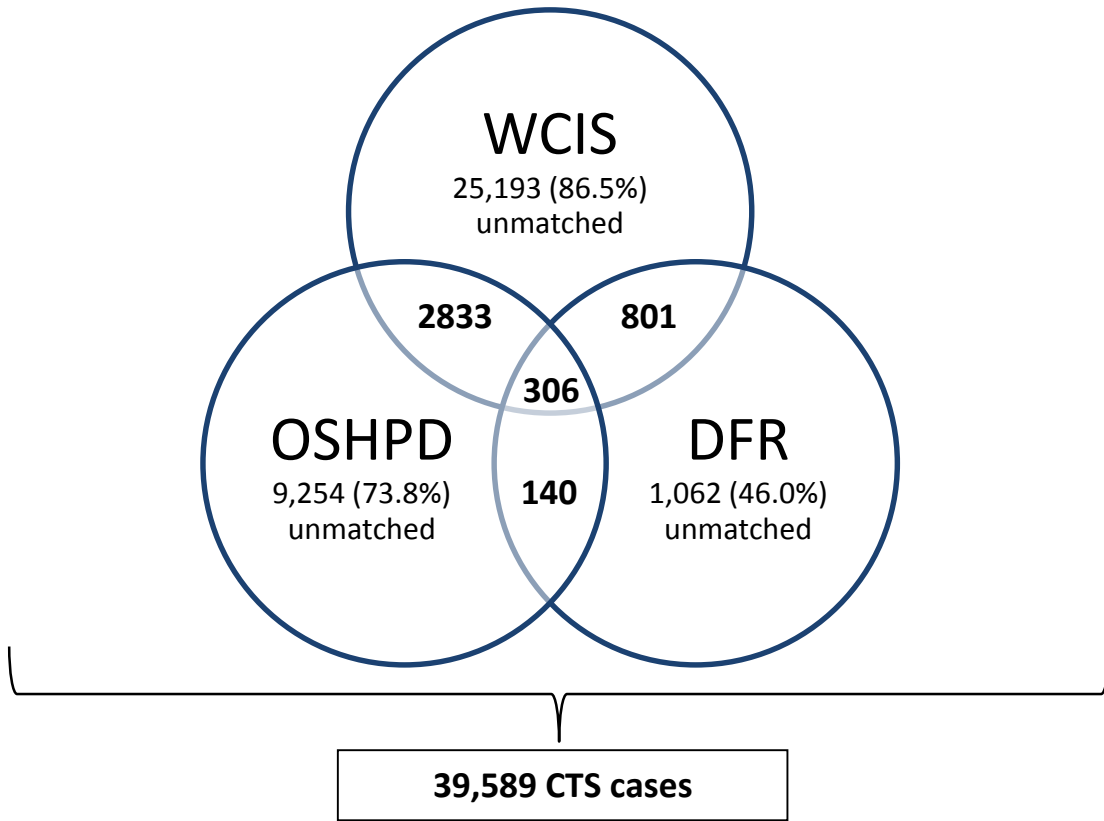 WCIS
25,193 (86.5%)
unmatched
2833
801
306
OSHPD
9,254 (73.8%)
unmatched
DFR
1,062 (46.0%)
unmatched
140
39,589 CTS cases